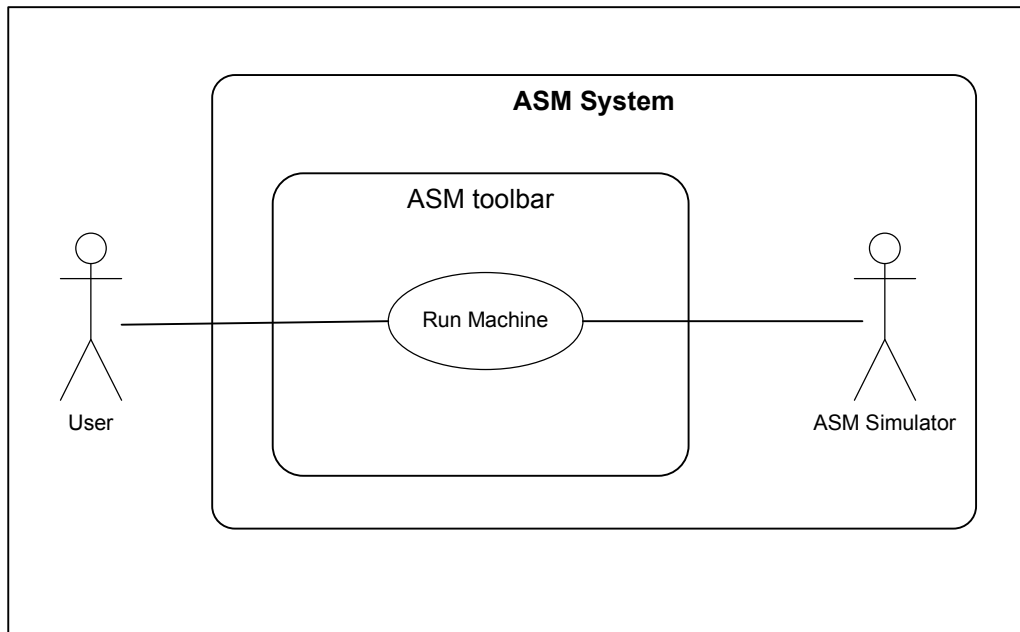 ASM System
ASM toolbar
Run Machine
User
ASM Simulator